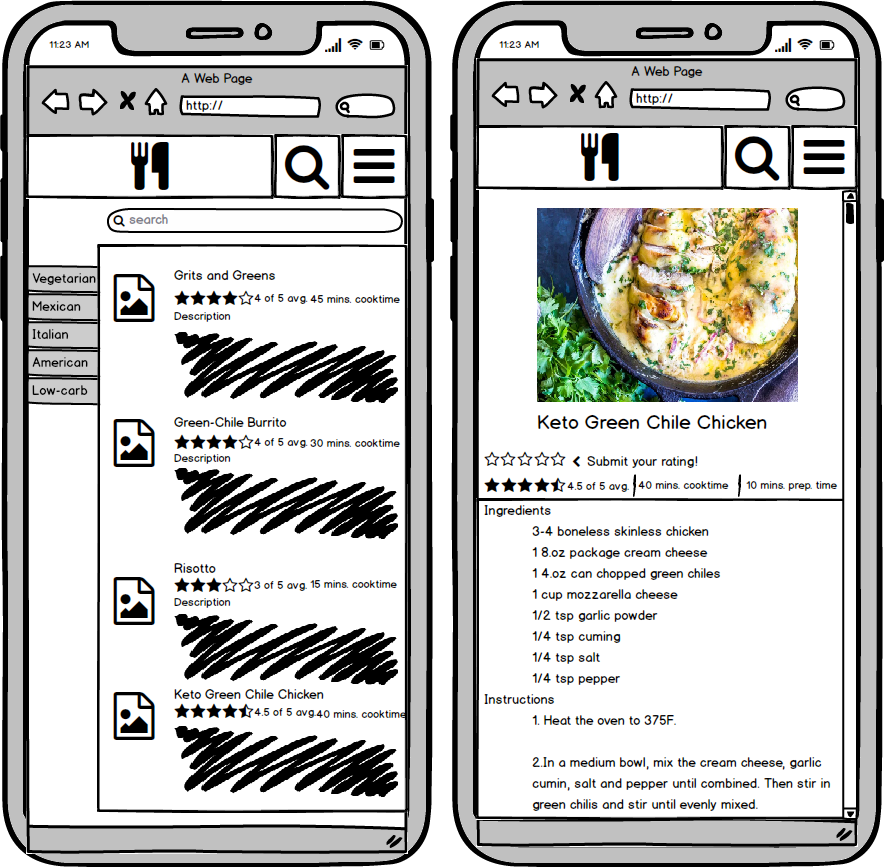 11:23 AM
A Web Page
http://
search
Vegetarian
Mexican
Italian
American
Low-carb
Grits and Greens
4 of 5 avg. 45 mins. cooktime
Description
Green-Chile Burrito
4 of 5 avg. 30 mins. cooktime
Description
Risotto
3 of 5 avg. 15 mins. cooktime
Description
Keto Green Chile Chicken
4.5 of 5 avg. 40 mins. cooktime
11:23 AM
A Web Page
http://
Keto Green Chile Chicken
Submit your rating!
4.5 of 5 avg. 40 mins. cooktime 10 mins. prep. time
Ingredients
3-4 boneless skinless chicken
1 8.oz package cream cheese
1 4.oz can chopped green chiles
1 cup mozzarella cheese
1/2 tsp garlic powder
1/4 tsp cuming
1/4 tsp salt
1/4 tsp pepper
Instructions
1. Heat the oven to 375F.
2.In a medium bowl, mix the cream cheese, garlic
cumin, salt and pepper until combined. Then stir in
green chilis and stir until evenly mixed.